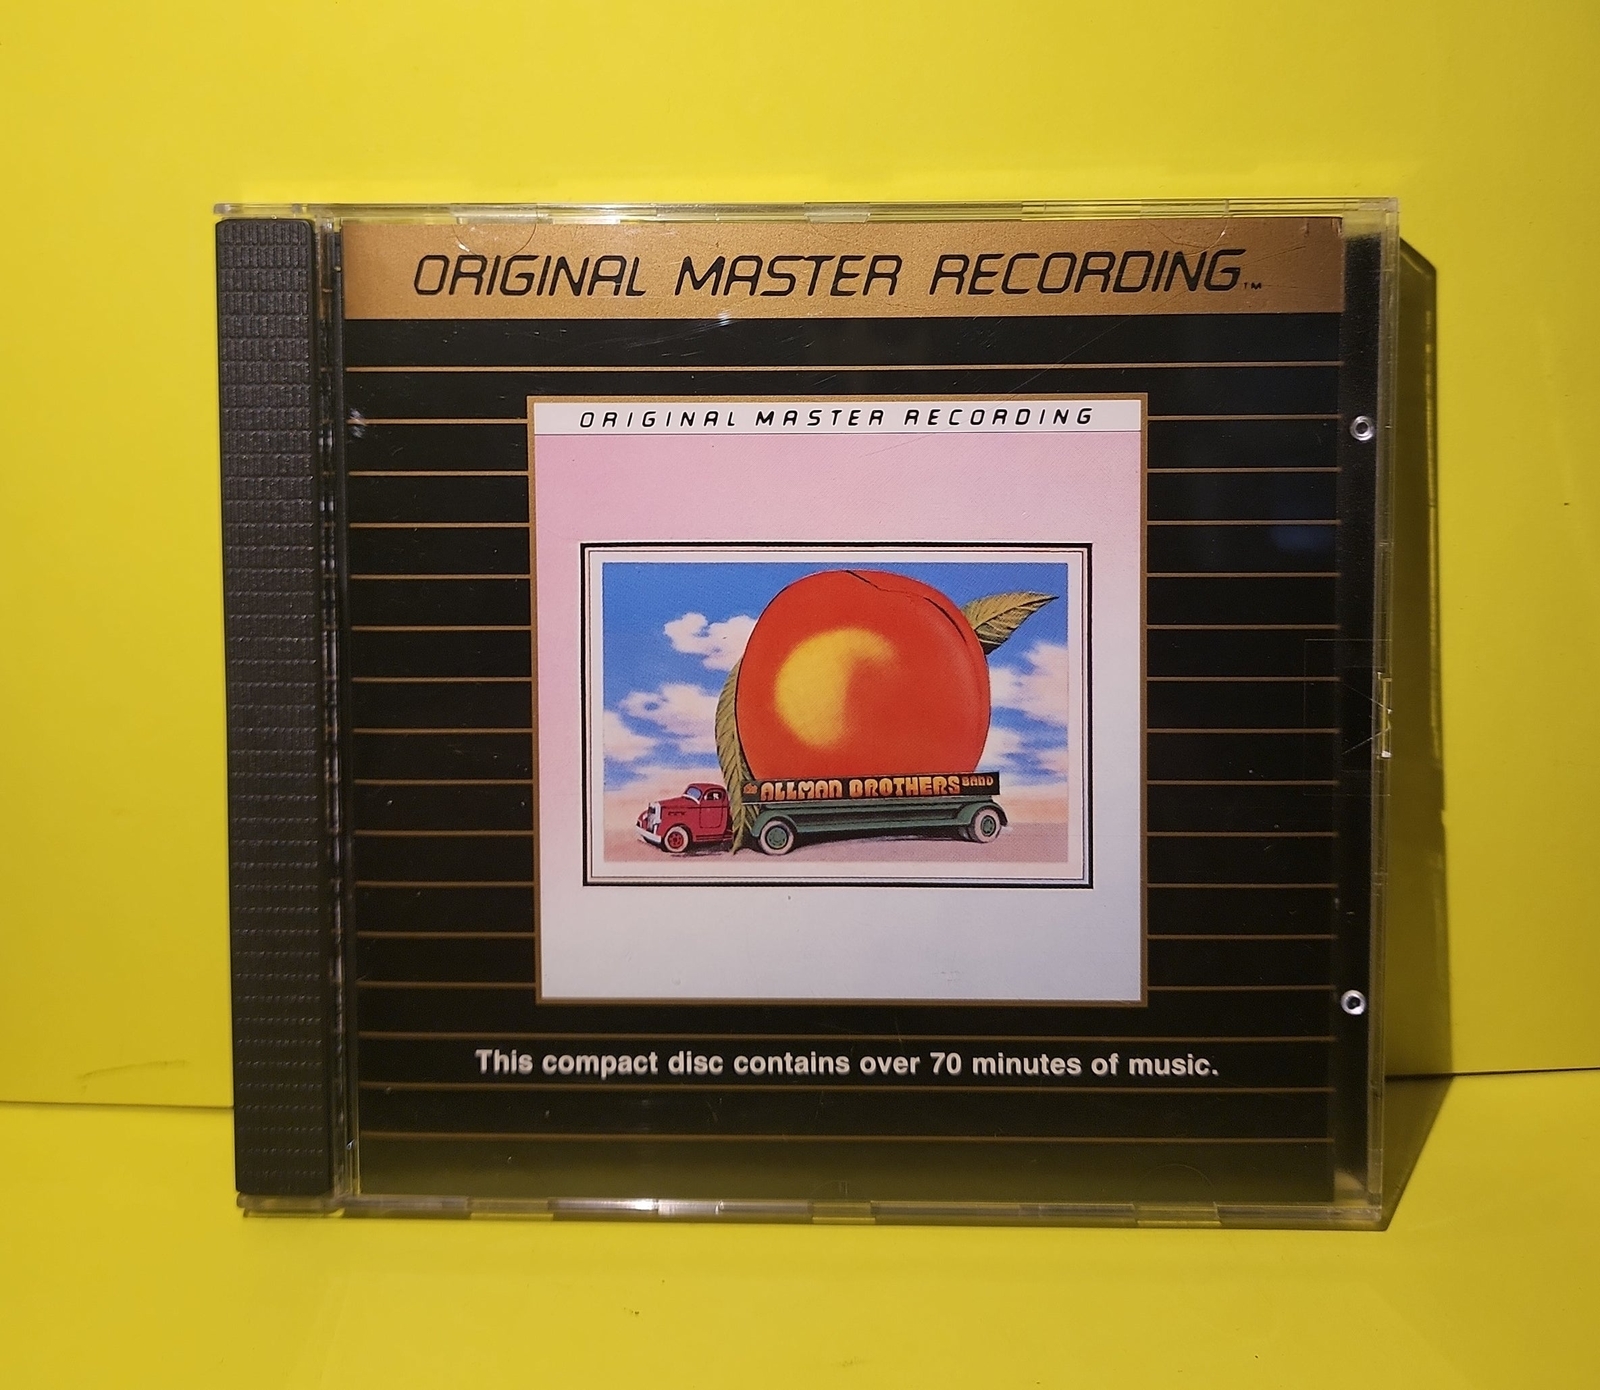 ORIGINAL MASTER RECORDING™
ORIGINAL MASTER RECORDING
the ALLMAN BROTHERS BAND
This compact disc contains over 70 minutes of music.